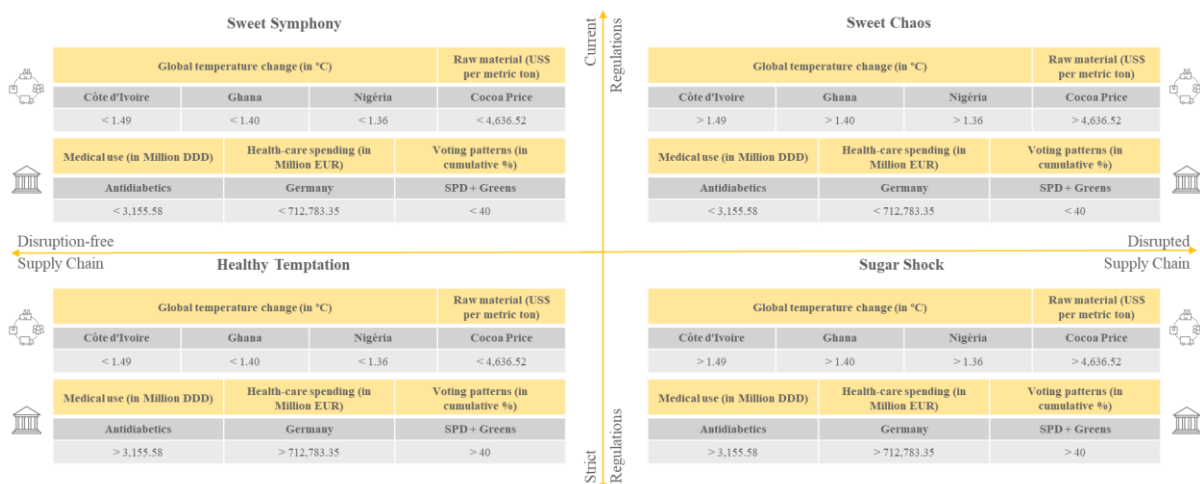 Sweet Symphony
Global temperature change (in °C)
Raw material (US$
per metric ton)
Côte d'Ivoire
Ghana
Nigéria
Cocoa Price
< 1.49
< 1.40
< 1.36
< 4,636.52
Medical use (in Million DDD)
Health-care spending (in
Million EUR)
Voting patterns (in
cumulative %)
Antidiabetics
Germany
SPD + Greens
< 3,155.58
< 712,783.35
< 40
Current
Regulations
Sweet Chaos
Global temperature change (in °C)
Raw material (US$
per metric ton)
Côte d'Ivoire
Ghana
Nigéria
Cocoa Price
> 1.49
> 1.40
> 1.36
> 4,636.52
Medical use (in Million DDD)
Health-care spending (in
Million EUR)
Voting patterns (in
cumulative %)
Antidiabetics
Germany
SPD + Greens
< 3,155.58
< 712,783.35
< 40
Disruption-free
Supply Chain
Disrupted
Supply Chain
Healthy Temptation
Global temperature change (in °C)
Raw material (US$
per metric ton)
Côte d'Ivoire
Ghana
Nigéria
Cocoa Price
< 1.49
< 1.40
< 1.36
< 4,636.52
Medical use (in Million DDD)
Health-care spending (in
Million EUR)
Voting patterns (in
cumulative %)
Antidiabetics
Germany
SPD + Greens
> 3,155.58
> 712,783.35
> 40
Strict
Regulations
Sugar Shock
Global temperature change (in °C)
Raw material (US$
per metric ton)
Côte d'Ivoire
Ghana
Nigéria
Cocoa Price
> 1.49
> 1.40
> 1.36
> 4,636.52
Medical use (in Million DDD)
Health-care spending (in
Million EUR)
Voting patterns (in
cumulative %)
Antidiabetics
Germany
SPD + Greens
> 3,155.58
> 712,783.35
> 40